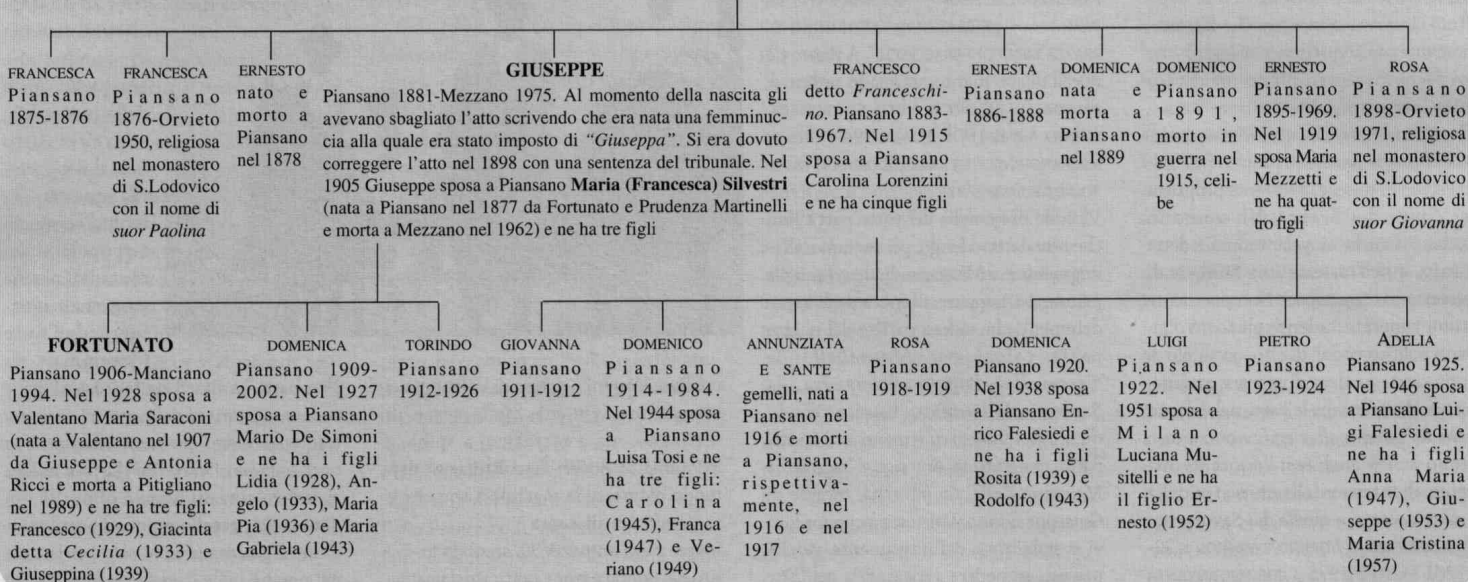 FRANCESCA
Piansano
1875-1876
FRANCESCA
Piansano
1876-Orvieto
1950, religiosa
nel monastero
di S.Lodovico
con il nome di
suor Paolina
ERNESTO
nato e
morto a
Piansano
nel 1878
GIUSEPPE
Piansano 1881-Mezzano 1975. Al momento della nascita gli
avevano sbagliato l'atto scrivendo che era nata una femminuc-
cia alla quale era stato imposto di "Giuseppa". Si era dovuto
correggere l'atto nel 1898 con una sentenza del tribunale. Nel
1905 Giuseppe sposa a Piansano Maria (Francesca) Silvestri
(nata a Piansano nel 1877 da Fortunato e Prudenza Martinelli
e morta a Mezzano nel 1962) e ne ha tre figli
FRANCESCO
detto Franceschi-
no. Piansano 1883-
1967. Nel 1915
sposa a Piansano
Carolina Lorenzini
e ne ha cinque figli
ERNESTA
Piansano
1886-1888
DOMENICA
nata e
morta a
Piansano
nel 1889
DOMENICO
Piansano
1891,
morto in
guerra nel
1915, celi-
be
ERNESTO
Piansano
1895-1969.
Nel 1919
sposa Maria
Mezzetti e
ne ha quat-
tro figli
ROSA
Piansano
1898-Orvieto
1971, religiosa
nel monastero
di S.Lodovico
con il nome di
suor Giovanna
FORTUNATO
Piansano 1906-Manciano
1994. Nel 1928 sposa a
Valentano Maria Saraconi
(nata a Valentano nel 1907
da Giuseppe e Antonia
Ricci e morta a Pitigliano
nel 1989) e ne ha tre figli:
Francesco (1929), Giacinta
detta Cecilia (1933) e
Giuseppina (1939)
DOMENICA
Piansano 1909-
2002. Nel 1927
sposa a Piansano
Mario De Simoni
e ne ha i figli
Lidia (1928), An-
gelo (1933), Maria
Pia (1936) e Maria
Gabriela (1943)
TORINDO
Piansano
1912-1926
GIOVANNA
Piansano
1911-1912
DOMENICO
Piansano
1914-1984.
Nel 1944 sposa
a Piansano
Luisa Tosi e ne
ha tre figli:
Carolina
(1945), Franca
(1947) e Ve-
riano (1949)
ANNUNZIATA
E SANTE
gemelli, nati a
Piansano nel
1916 e morti
a Piansano,
rispettiva-
mente, nel
1916 e nel
1917
ROSA
Piansano
1918-1919
DOMENICA
Piansano 1920.
Nel 1938 sposa
a Piansano En-
rico Falesiedi e
ne ha i figli
Rosita (1939) e
Rodolfo (1943)
LUIGI
Piansano
1922. Nel
1951 sposa a
Milano
Luciana Mu-
sitelli e ne ha
il figlio Er-
nesto (1952)
PIETRO
Piansano
1923-1924
ADELIA
Piansano 1925.
Nel 1946 sposa
a Piansano Lui-
gi Falesiedi e
ne ha i figli
Anna Maria
(1947), Giu-
seppe (1953) e
Maria Cristina
(1957)